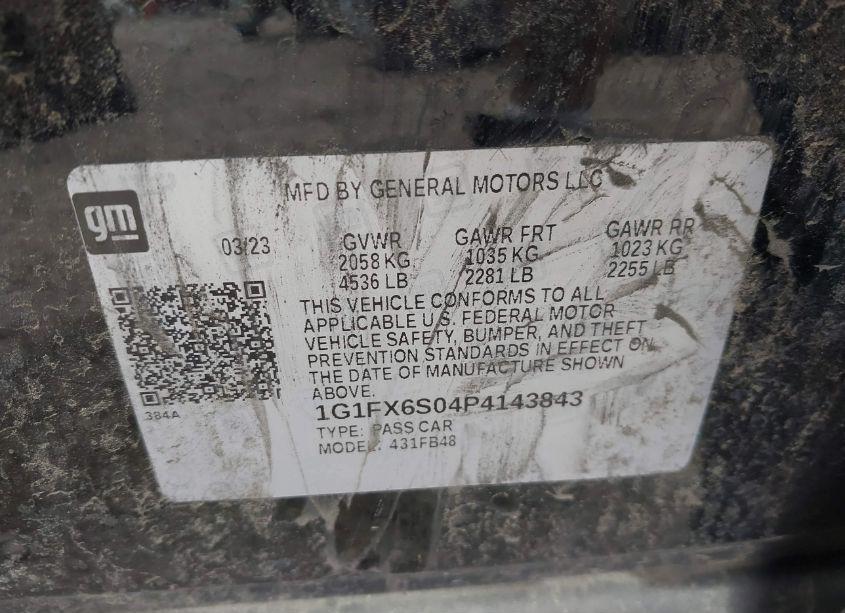 MFD BY GENERAL MOTORS LLC
gm
03/23
GVWR
2058 KG
4536 LB
GAWR FRT
1035 KG
2281 LB
GAWR RR
1023 KG
2255 LB
THIS VEHICLE CONFORMS TO ALL
APPLICABLE U.S. FEDERAL MOTOR
VEHICLE SAFETY, BUMPER, AND THEFT
PREVENTION STANDARDS IN EFFECT ON
THE DATE OF MANUFACTURE SHOWN
ABOVE.
384A
1G1FX6S04P4143843
TYPE: PASS CAR
MODEL: 431FB48